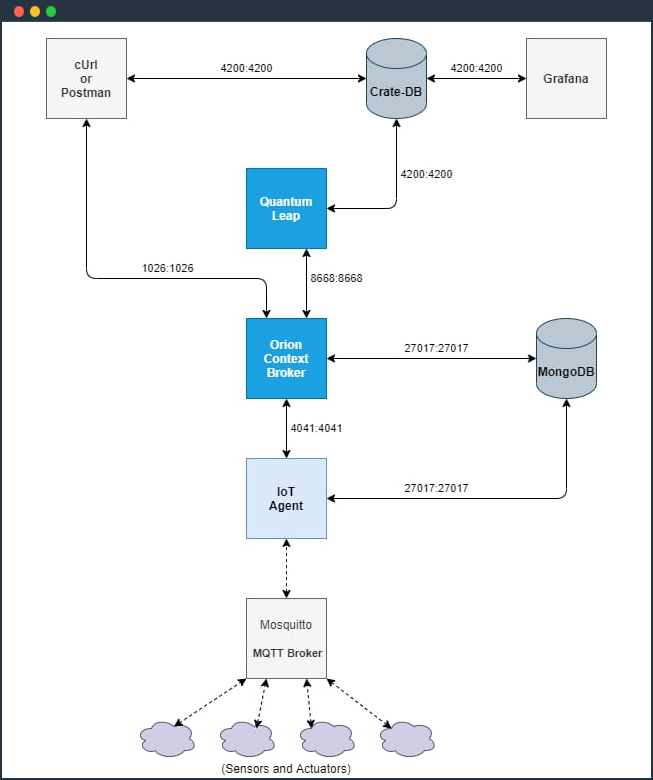 cUrl
or
Postman
4200:4200
Crate-DB
4200:4200
Grafana
4200:4200
Quantum
Leap
1026:1026
8668:8668
Orion
Context
Broker
27017:27017
MongoDB
4041:4041
IoT
Agent
27017:27017
Mosquitto
MQTT Broker
(Sensors and Actuators)